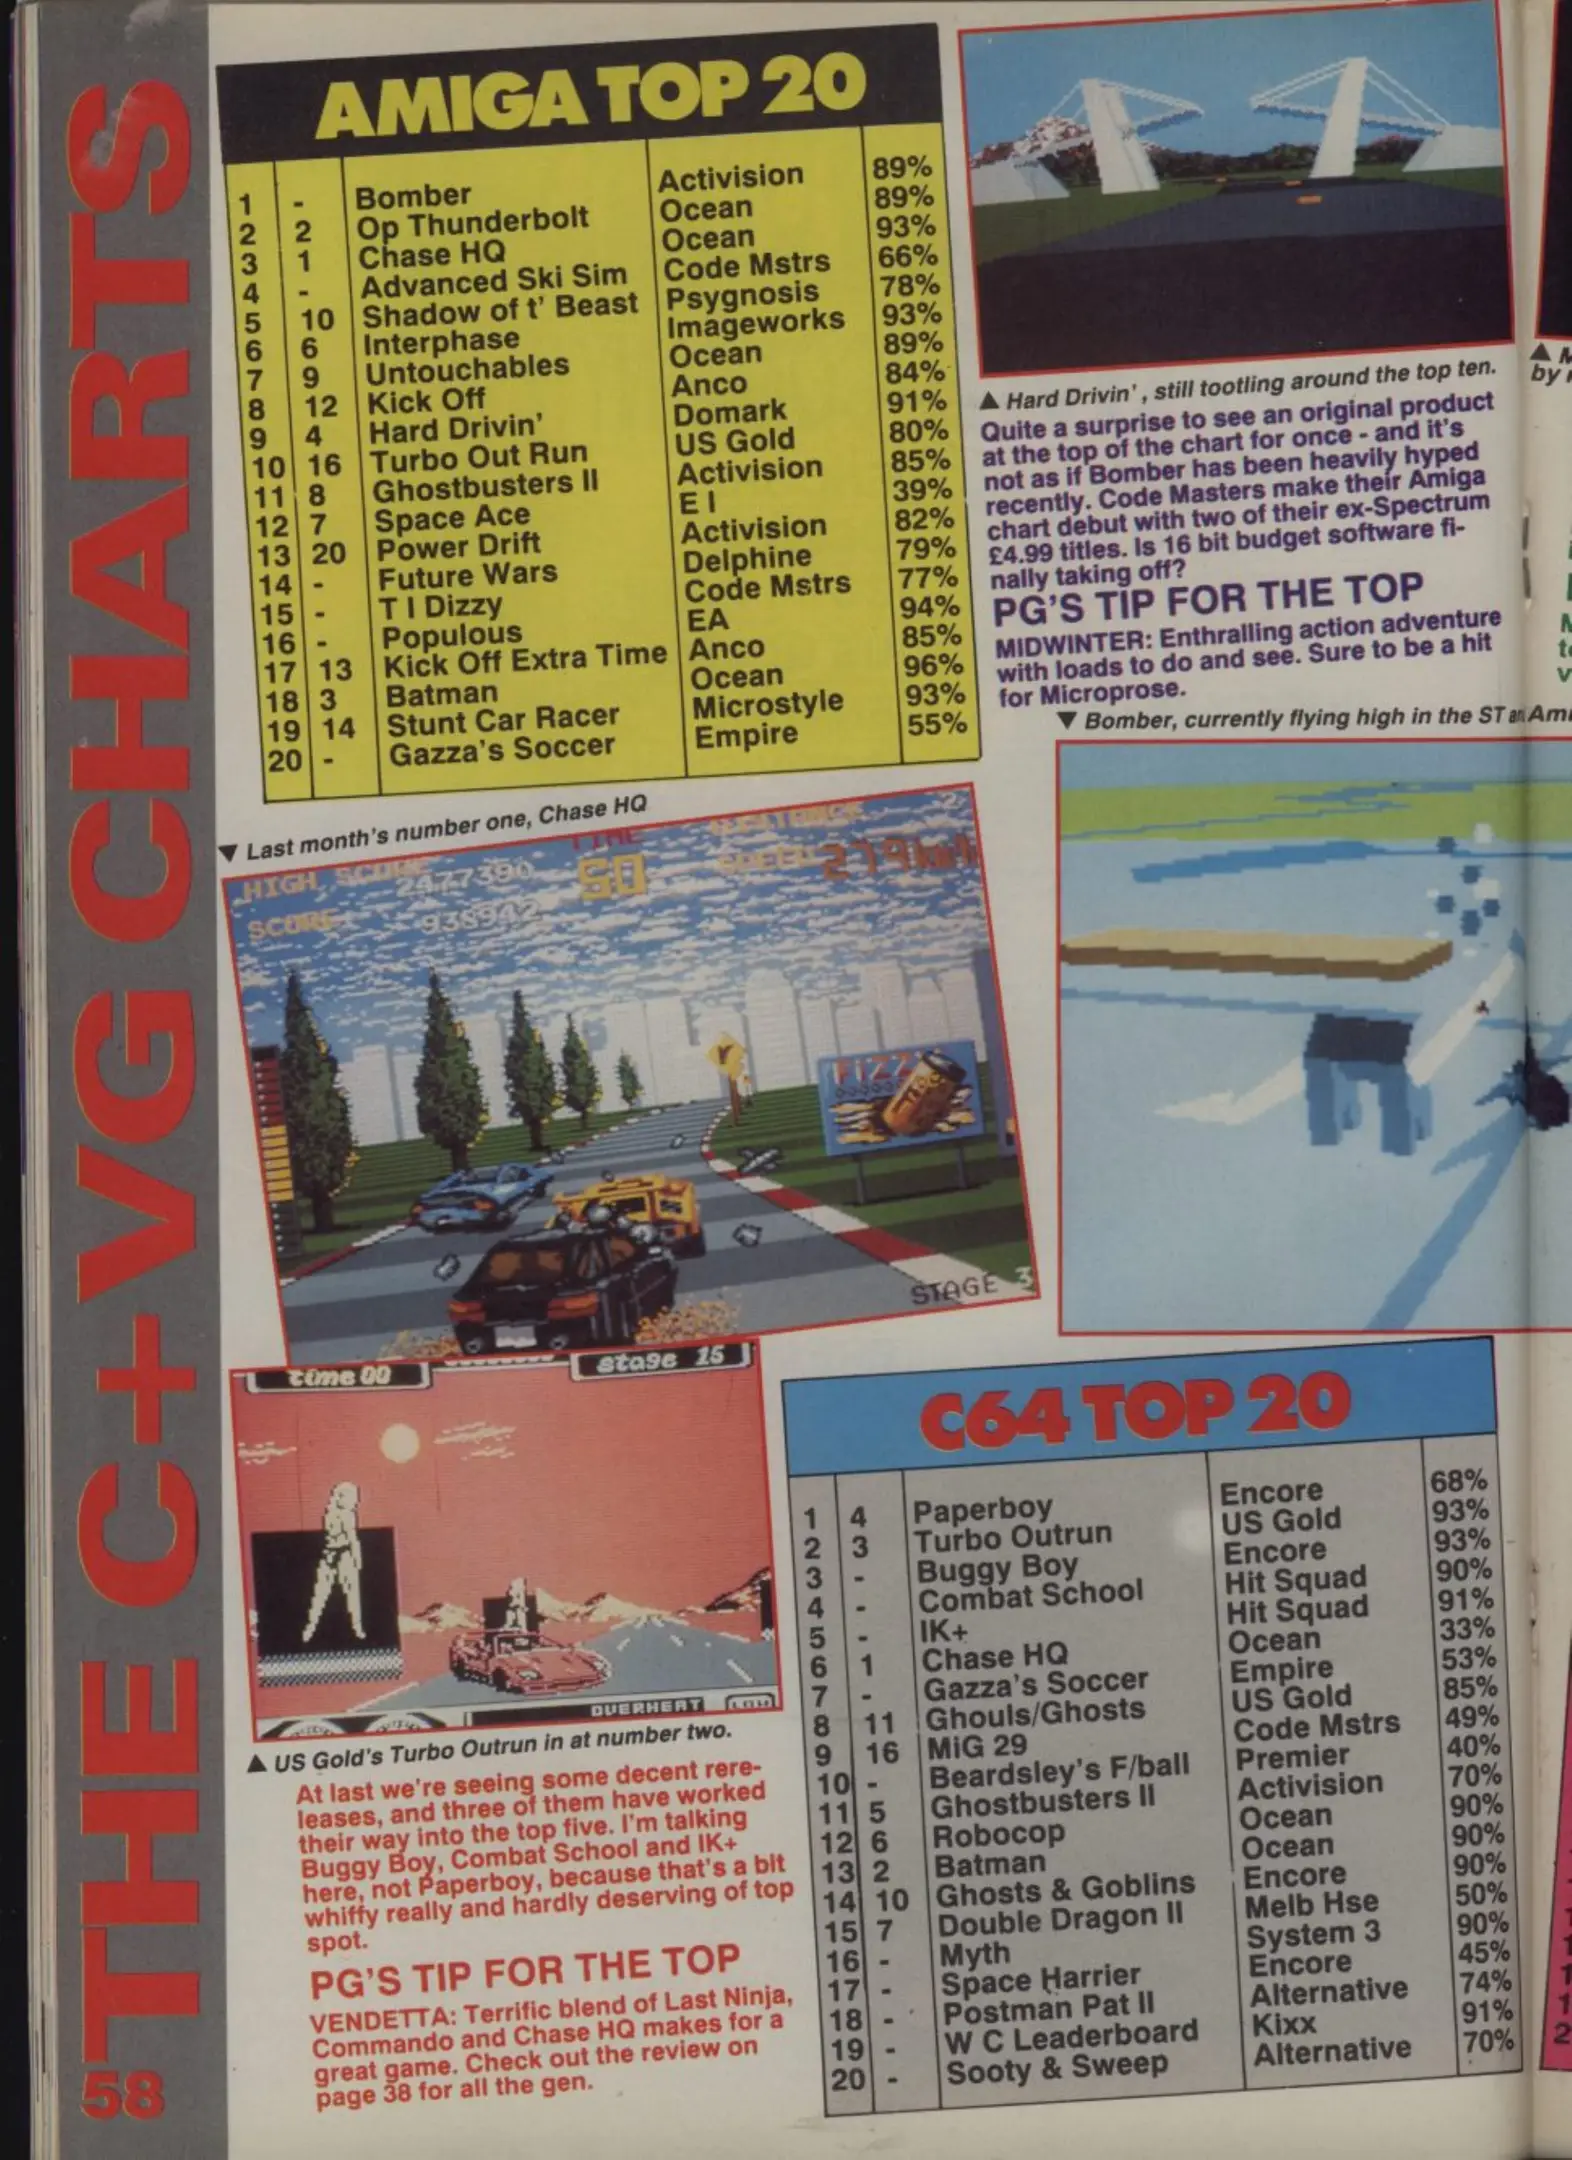 THE C+VG CHARTS
58
AMIGA TOP 20
1 - Bomber Activision 89%
2 2 Op Thunderbolt Ocean 89%
3 1 Chase HQ Ocean 93%
4 - Advanced Ski Sim Code Mstrs 66%
5 10 Shadow of t' Beast Psygnosis 78%
6 6 Interphase Imageworks 93%
7 9 Untouchables Ocean 89%
8 12 Kick Off Anco 84%
9 4 Hard Drivin' Domark 91%
10 16 Turbo Out Run US Gold 80%
11 8 Ghostbusters II Activision 85%
12 7 Space Ace E I 39%
13 20 Power Drift Activision 82%
14 - Future Wars Delphine 79%
15 - T I Dizzy Code Mstrs 77%
16 - Populous EA 94%
17 13 Kick Off Extra Time Anco 85%
18 3 Batman Ocean 96%
19 14 Stunt Car Racer Microstyle 93%
20 - Gazza's Soccer Empire 55%
▲ Hard Drivin', still tootling around the top ten.
Quite a surprise to see an original product
at the top of the chart for once - and it's
not as if Bomber has been heavily hyped
recently. Code Masters make their Amiga
chart debut with two of their ex-Spectrum
£4.99 titles. Is 16 bit budget software fi-
nally taking off?
PG'S TIP FOR THE TOP
MIDWINTER: Enthralling action adventure
with loads to do and see. Sure to be a hit
for Microprose.
▼ Bomber, currently flying high in the ST an Ami
▼ Last month's number one, Chase HQ
HIGH SCORE 2477390
SCORE 938942
TIME
50
SPEED 279km/h
FIZZ
STAGE 3
time 00
stage 15
OVERHEAT
LOW
▲ US Gold's Turbo Outrun in at number two.
At last we're seeing some decent rere-
leases, and three of them have worked
their way into the top five. I'm talking
Buggy Boy, Combat School and IK+
here, not Paperboy, because that's a bit
whiffy really and hardly deserving of top
spot.
PG'S TIP FOR THE TOP
VENDETTA: Terrific blend of Last Ninja,
Commando and Chase HQ makes for a
great game. Check out the review on
page 38 for all the gen.
C64 TOP 20
1 4 Paperboy Encore 68%
2 3 Turbo Outrun US Gold 93%
3 - Buggy Boy Encore 93%
4 - Combat School Hit Squad 90%
5 - IK+ Hit Squad 91%
6 1 Chase HQ Ocean 33%
7 - Gazza's Soccer Empire 53%
8 11 Ghouls/Ghosts US Gold 85%
9 16 MiG 29 Code Mstrs 49%
10 - Beardsley's F/ball Premier 40%
11 5 Ghostbusters II Activision 70%
12 6 Robocop Ocean 90%
13 2 Batman Ocean 90%
14 10 Ghosts & Goblins Encore 90%
15 7 Double Dragon II Melb Hse 50%
16 - Myth System 3 90%
17 - Space Harrier Encore 45%
18 - Postman Pat II Alternative 74%
19 - W C Leaderboard Kixx 91%
20 - Sooty & Sweep Alternative 70%